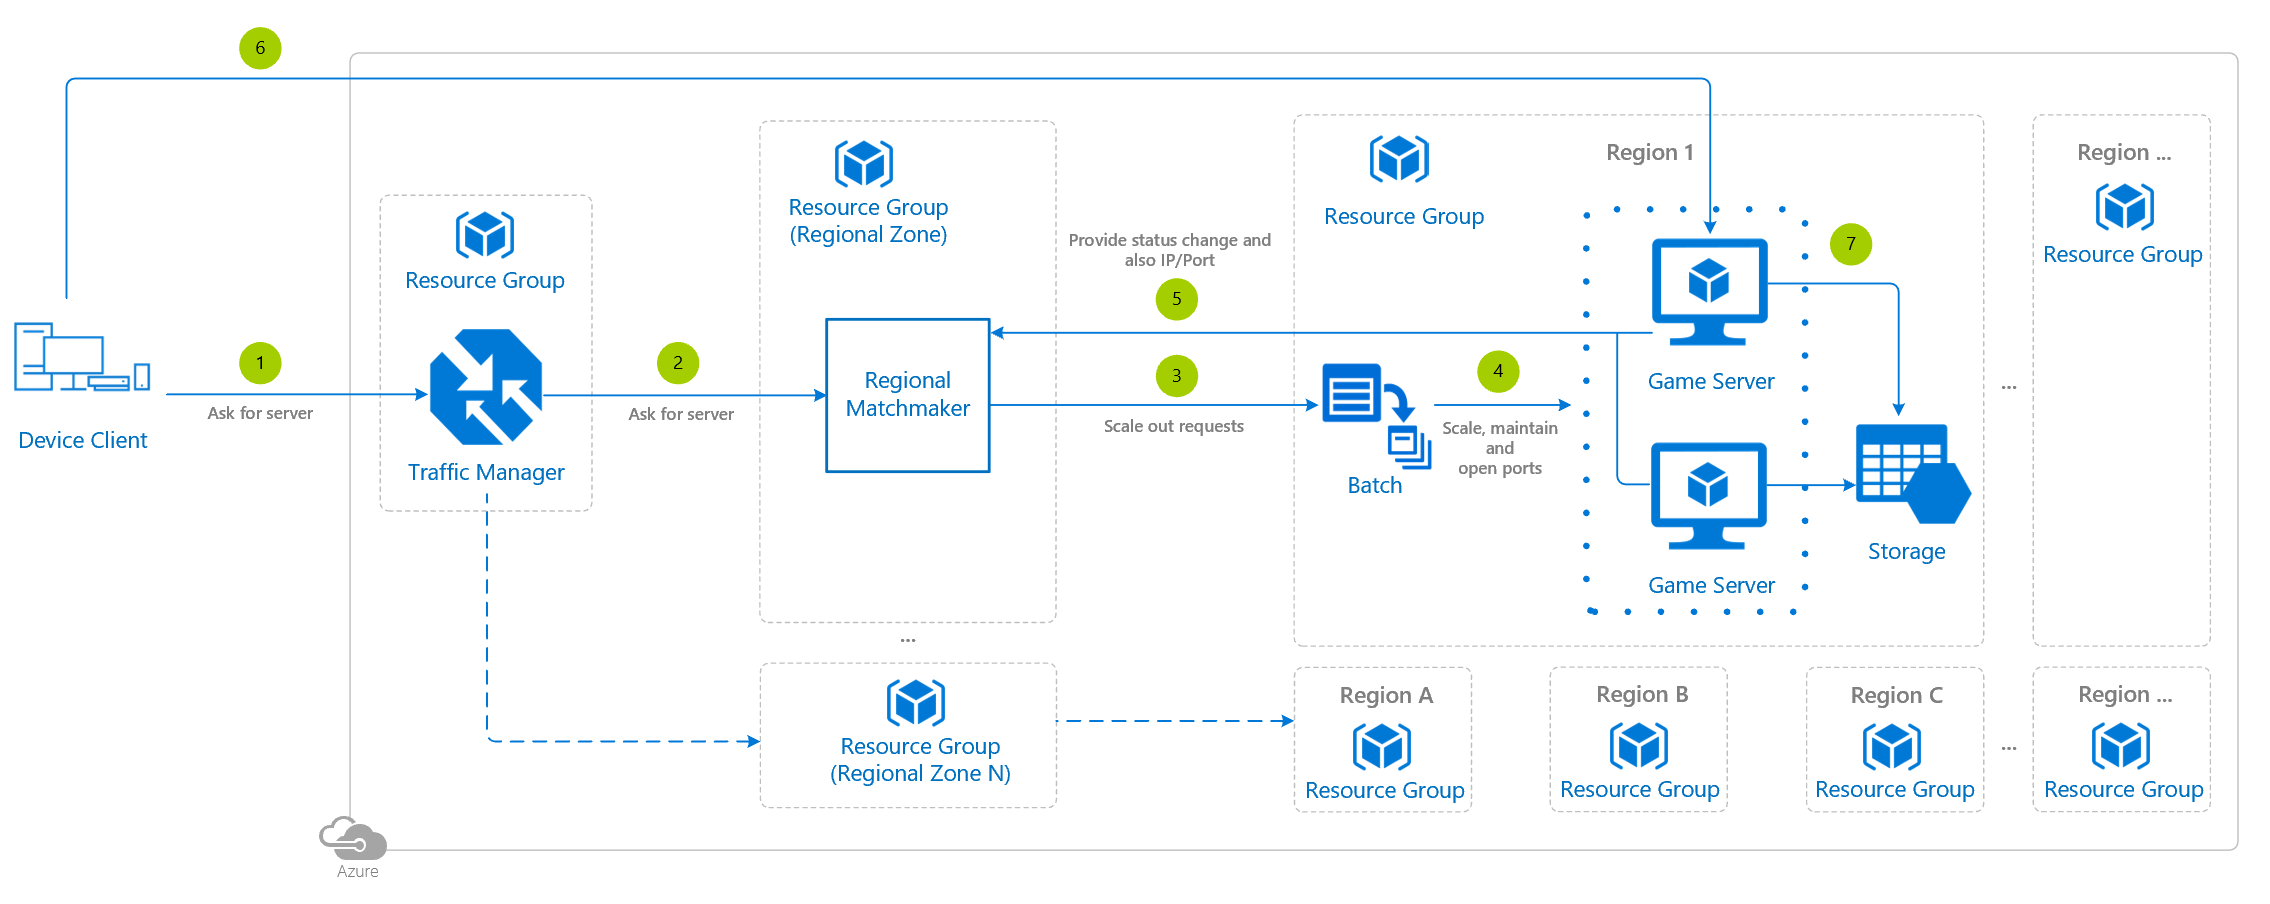 6
Region 1
Region ...
Resource Group
(Regional Zone)
Resource Group
Provide status change and
also IP/Port
7
Resource Group
Resource Group
5
1
Ask for server
2
Ask for server
Regional
Matchmaker
3
Scale out requests
4
Scale, maintain
and
open ports
Game Server
...
Device Client
Traffic Manager
Batch
Storage
Game Server
...
Resource Group
(Regional Zone N)
Region A
Resource Group
Region B
Resource Group
Region C
Resource Group
...
Region ...
Resource Group
Azure